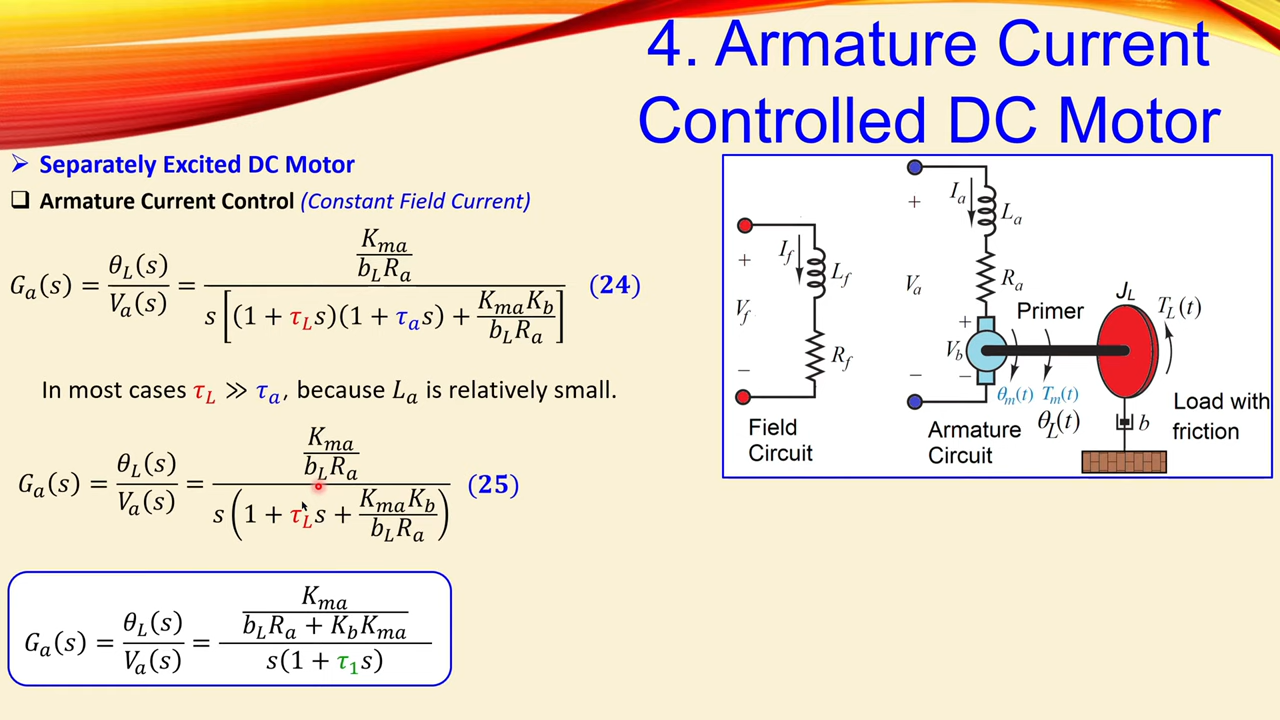 4. Armature Current
Controlled DC Motor
➢ Separately Excited DC Motor
❑ Armature Current Control (Constant Field Current)
G_a(s) = θ_L(s)/V_a(s) = (K_ma/(b_L R_a)) / (s[(1 + τ_L s)(1 + τ_a s) + K_ma K_b/(b_L R_a)]) (24)
In most cases τ_L ≫ τ_a, because L_a is relatively small.
G_a(s) = θ_L(s)/V_a(s) = (K_ma/(b_L R_a)) / (s(1 + τ_L s + K_ma K_b/(b_L R_a))) (25)
G_a(s) = θ_L(s)/V_a(s) = (K_ma/(b_L R_a + K_b K_ma)) / (s(1 + τ_1 s))
+
I_f
L_f
V_f
R_f
−
Field
Circuit
+
I_a
L_a
V_a
R_a
+
V_b
−
−
Armature
Circuit
Primer
θ_m(t) T_m(t)
θ_L(t)
J_L
T_L(t)
b
Load with
friction